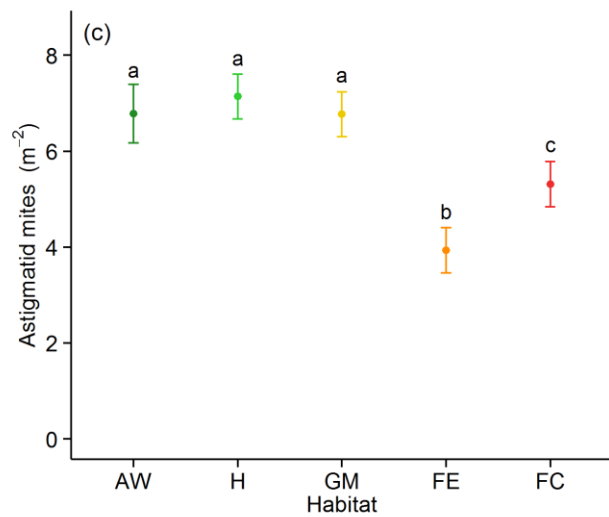 (c)
a
a
a
b
c
8
6
4
2
0
Astigmatid mites (m⁻²)
AW H GM FE FC
Habitat